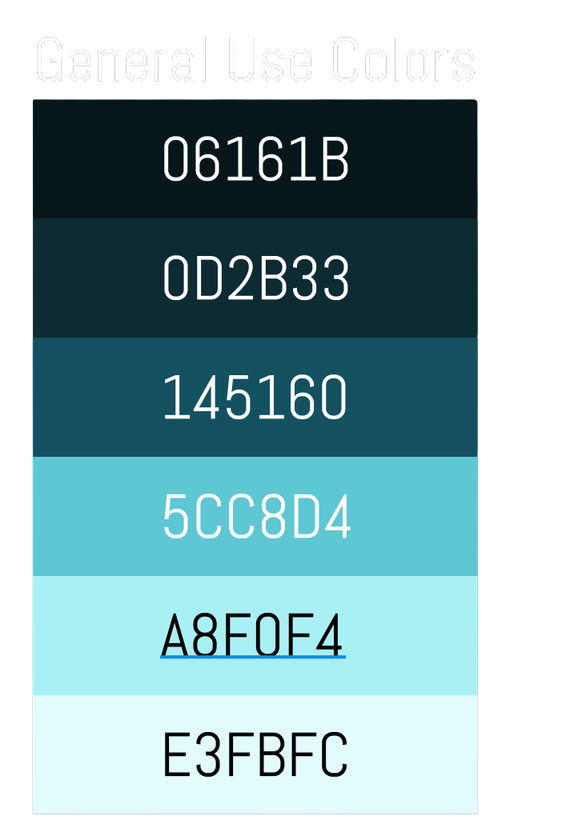 General Use Colors
06161B
0D2B33
145160
5CC8D4
A8F0F4
E3FBFC